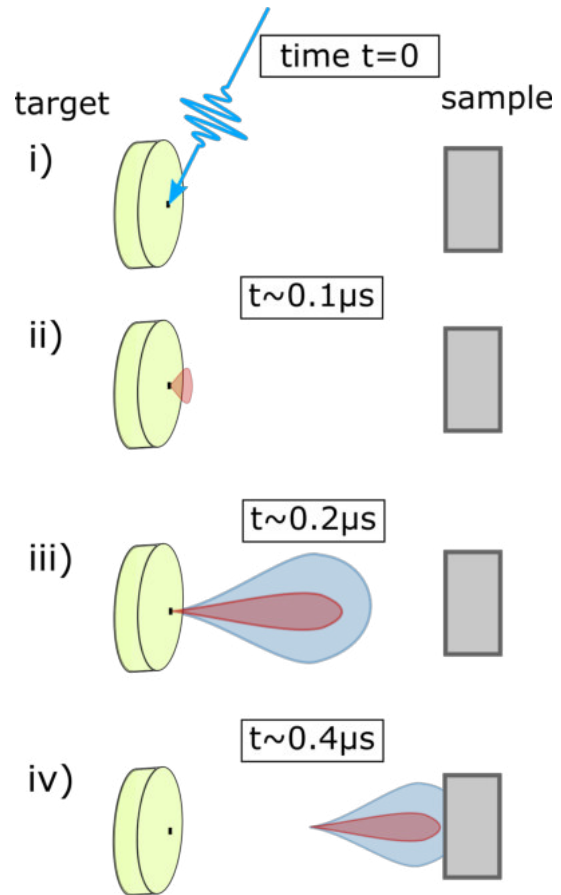 time t=0
target
sample
i)
t~0.1µs
ii)
t~0.2µs
iii)
t~0.4µs
iv)